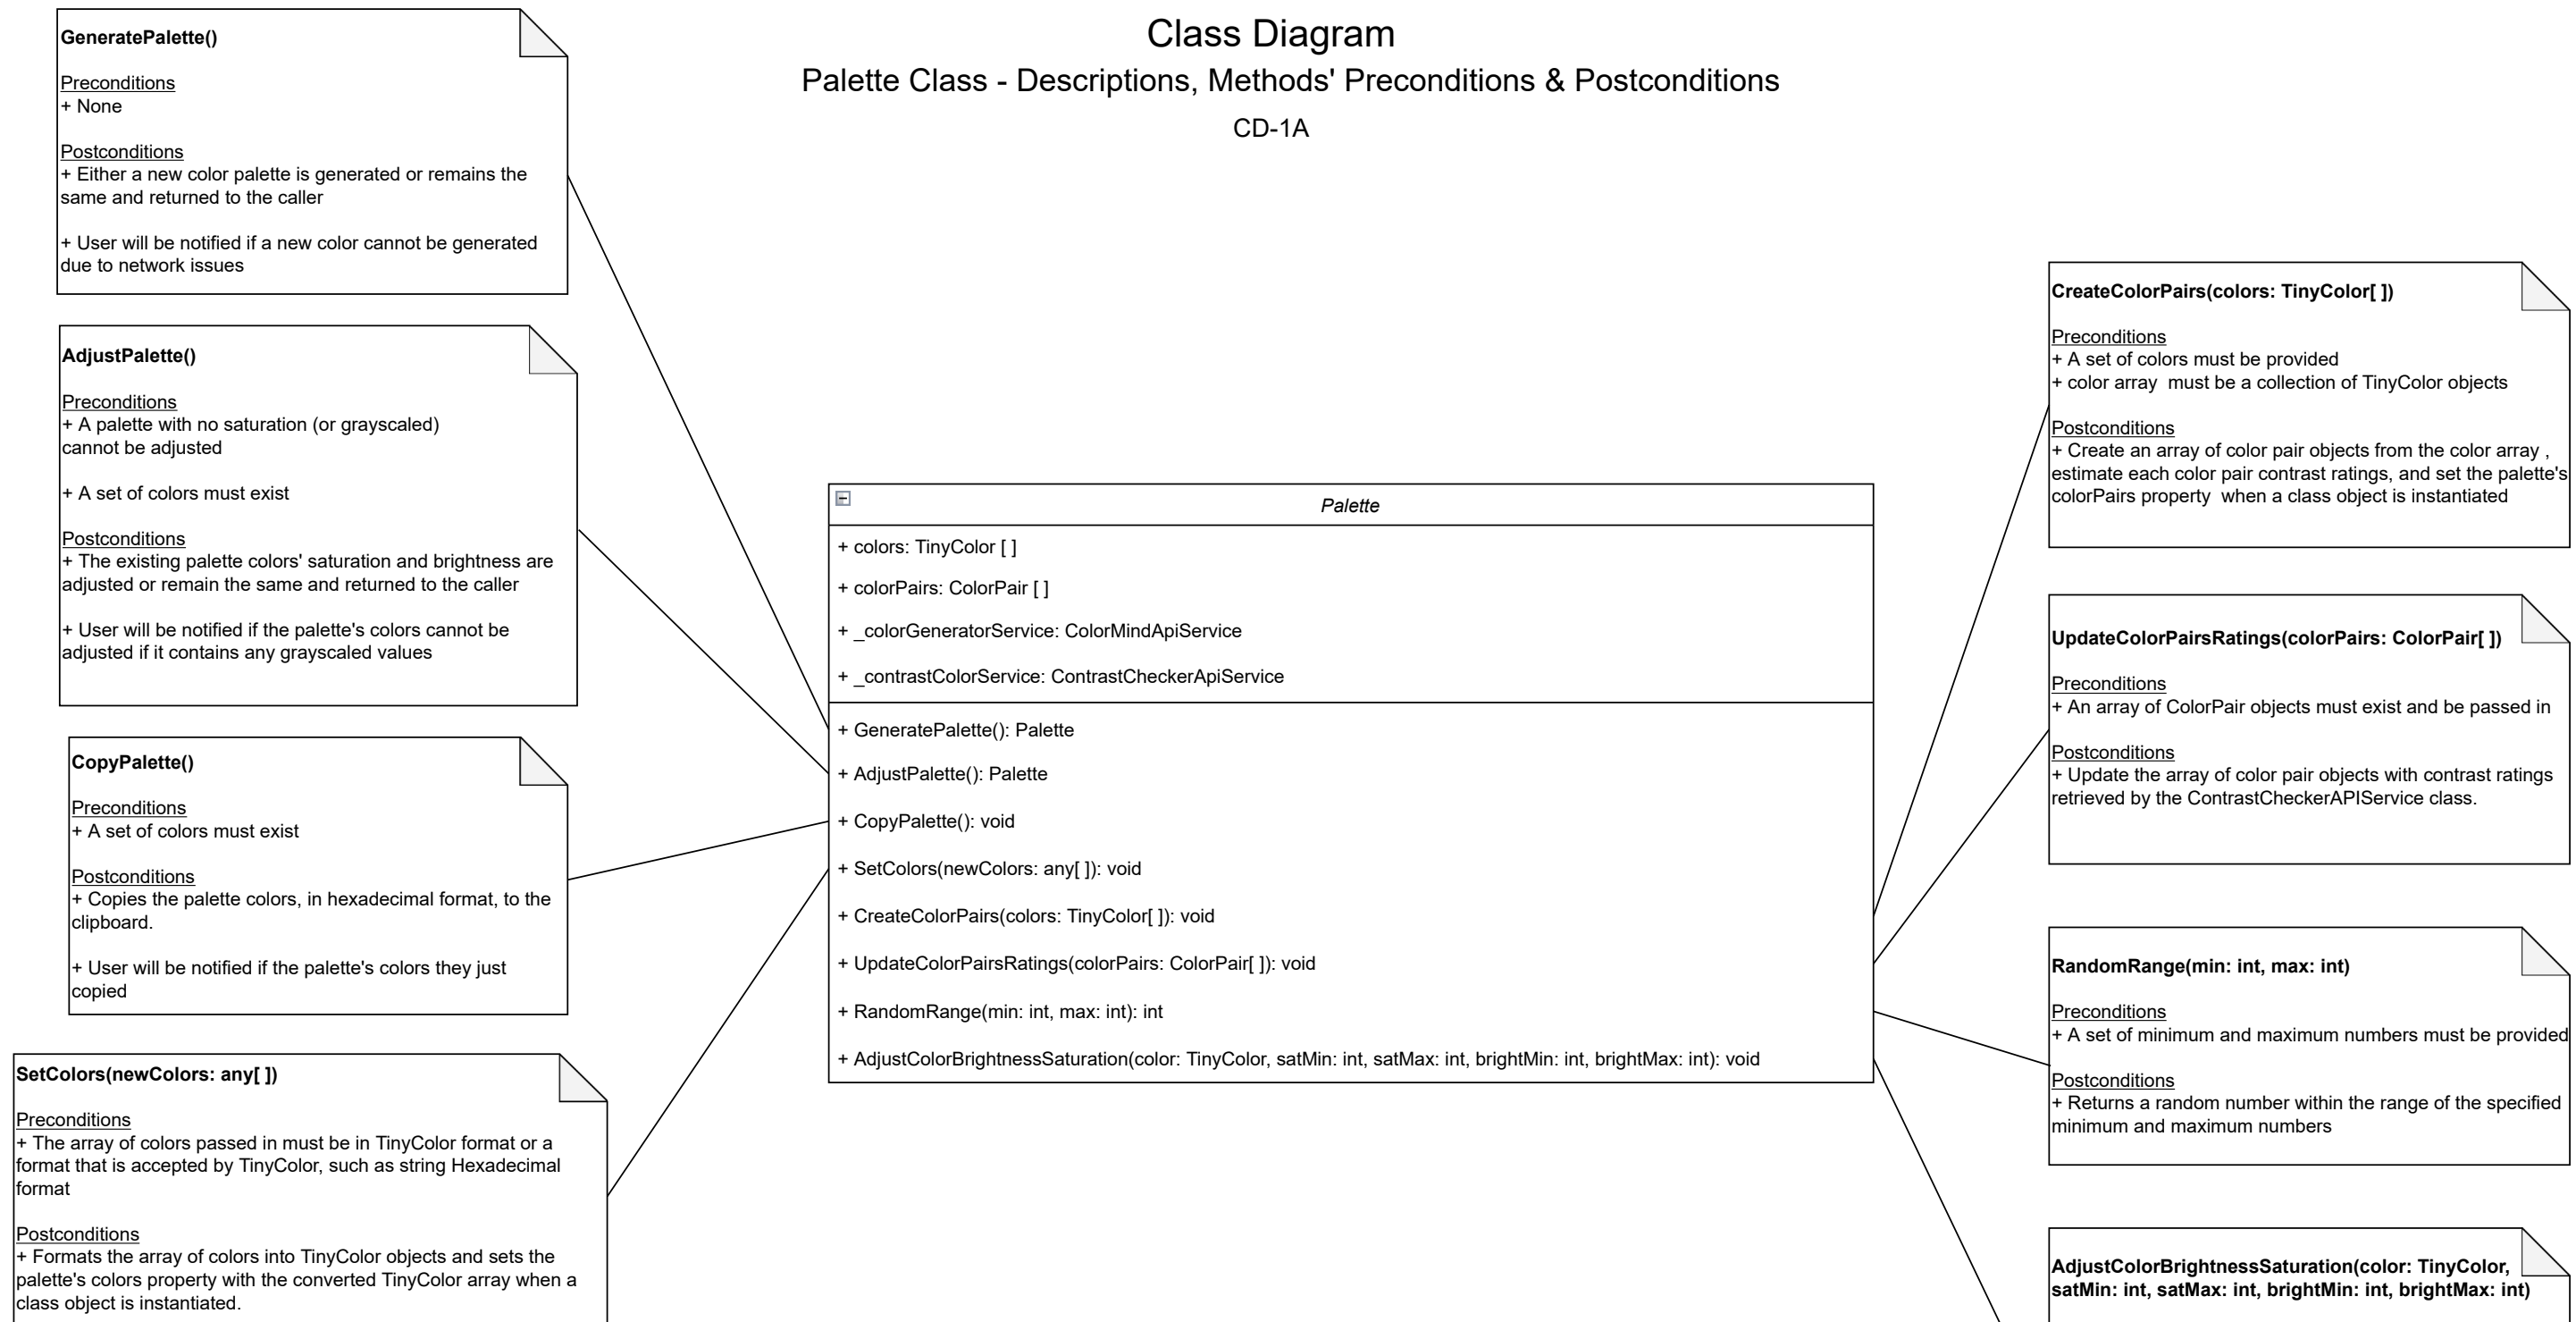 Class Diagram
Palette Class - Descriptions, Methods' Preconditions & Postconditions
CD-1A
GeneratePalette()
Preconditions
+ None
Postconditions
+ Either a new color palette is generated or remains the
same and returned to the caller
+ User will be notified if a new color cannot be generated
due to network issues
AdjustPalette()
Preconditions
+ A palette with no saturation (or grayscaled)
cannot be adjusted
+ A set of colors must exist
Postconditions
+ The existing palette colors' saturation and brightness are
adjusted or remain the same and returned to the caller
+ User will be notified if the palette's colors cannot be
adjusted if it contains any grayscaled values
CopyPalette()
Preconditions
+ A set of colors must exist
Postconditions
+ Copies the palette colors, in hexadecimal format, to the
clipboard.
+ User will be notified if the palette's colors they just
copied
SetColors(newColors: any[ ])
Preconditions
+ The array of colors passed in must be in TinyColor format or a
format that is accepted by TinyColor, such as string Hexadecimal
format
Postconditions
+ Formats the array of colors into TinyColor objects and sets the
palette's colors property with the converted TinyColor array when a
class object is instantiated.
Palette
+ colors: TinyColor [ ]
+ colorPairs: ColorPair [ ]
+ _colorGeneratorService: ColorMindApiService
+ _contrastColorService: ContrastCheckerApiService
+ GeneratePalette(): Palette
+ AdjustPalette(): Palette
+ CopyPalette(): void
+ SetColors(newColors: any[ ]): void
+ CreateColorPairs(colors: TinyColor[ ]): void
+ UpdateColorPairsRatings(colorPairs: ColorPair[ ]): void
+ RandomRange(min: int, max: int): int
+ AdjustColorBrightnessSaturation(color: TinyColor, satMin: int, satMax: int, brightMin: int, brightMax: int): void
CreateColorPairs(colors: TinyColor[ ])
Preconditions
+ A set of colors must be provided
+ color array  must be a collection of TinyColor objects
Postconditions
+ Create an array of color pair objects from the color array ,
estimate each color pair contrast ratings, and set the palette's
colorPairs property  when a class object is instantiated
UpdateColorPairsRatings(colorPairs: ColorPair[ ])
Preconditions
+ An array of ColorPair objects must exist and be passed in
Postconditions
+ Update the array of color pair objects with contrast ratings
retrieved by the ContrastCheckerAPIService class.
RandomRange(min: int, max: int)
Preconditions
+ A set of minimum and maximum numbers must be provided
Postconditions
+ Returns a random number within the range of the specified
minimum and maximum numbers
AdjustColorBrightnessSaturation(color: TinyColor,
satMin: int, satMax: int, brightMin: int, brightMax: int)